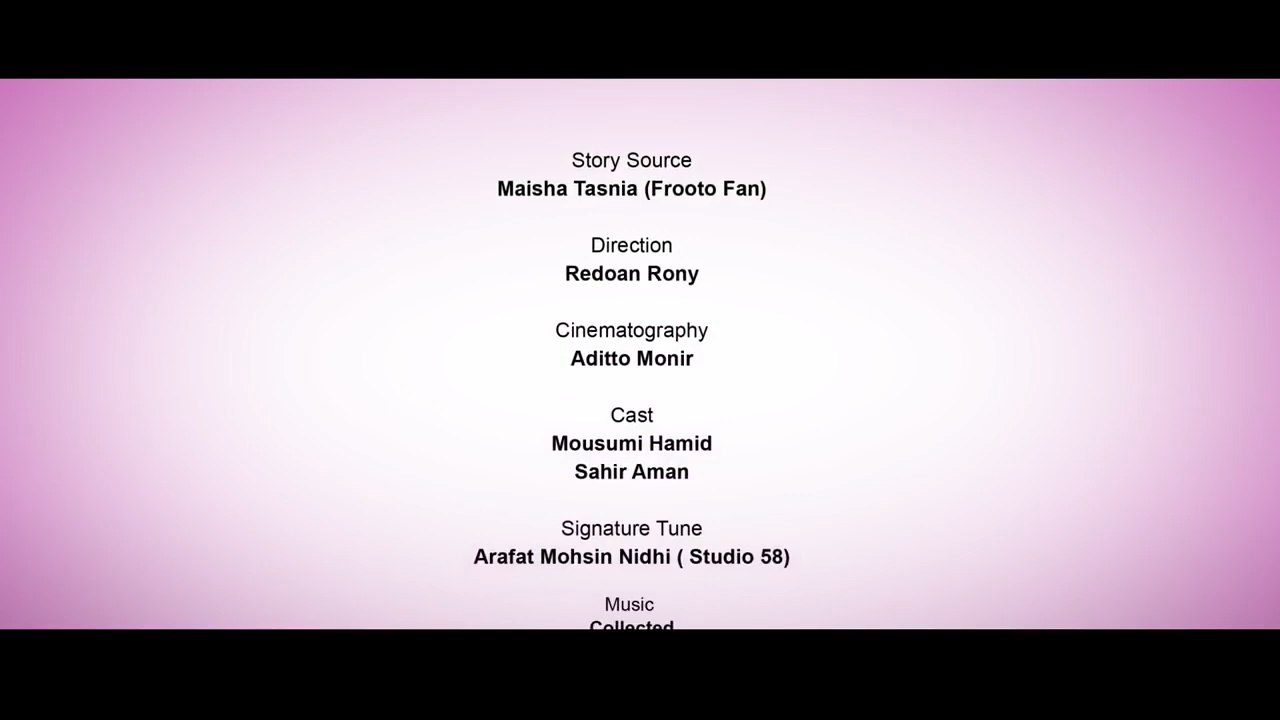 Story Source
Maisha Tasnia (Frooto Fan)
Direction
Redoan Rony
Cinematography
Aditto Monir
Cast
Mousumi Hamid
Sahir Aman
Signature Tune
Arafat Mohsin Nidhi ( Studio 58)
Music
Collected